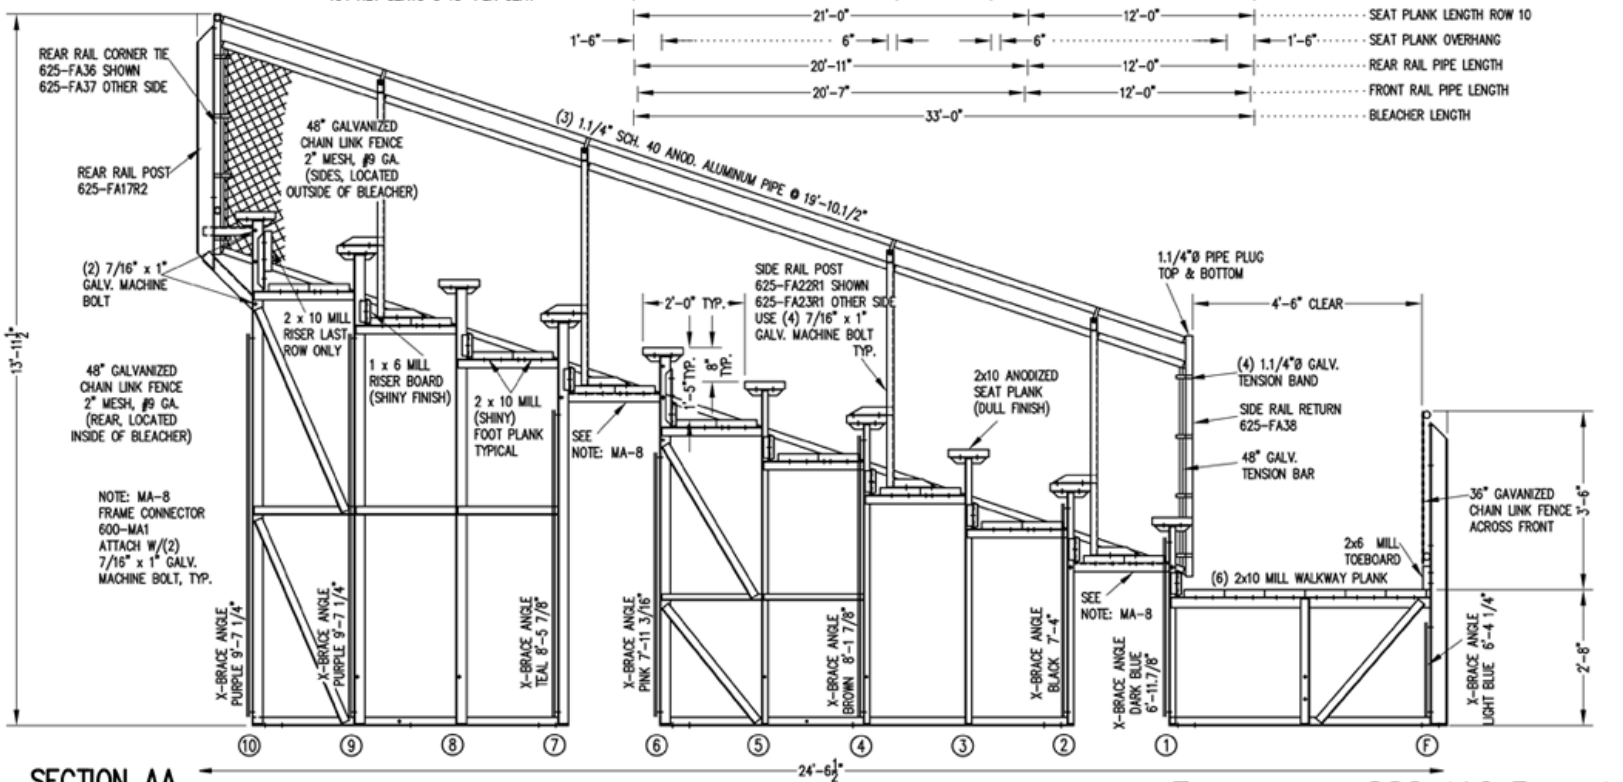 21'-0"
12'-0"
SEAT PLANK LENGTH ROW 10
1'-6"
6"
6"
1'-6"
SEAT PLANK OVERHANG
20'-11"
12'-0"
REAR RAIL PIPE LENGTH
20'-7"
12'-0"
FRONT RAIL PIPE LENGTH
33'-0"
BLEACHER LENGTH
REAR RAIL CORNER TIE
625-FA36 SHOWN
625-FA37 OTHER SIDE
REAR RAIL POST
625-FA17R2
48" GALVANIZED
CHAIN LINK FENCE
2" MESH, #9 GA.
(SIDES, LOCATED
OUTSIDE OF BLEACHER)
(3) 1.1/4" SCH. 40 ANOD. ALUMINUM PIPE @ 19'-10.1/2"
(2) 7/16" x 1"
GALV. MACHINE
BOLT
13'-11½"
48" GALVANIZED
CHAIN LINK FENCE
2" MESH, #9 GA.
(REAR, LOCATED
INSIDE OF BLEACHER)
2 x 10 MILL
RISER LAST
ROW ONLY
1 x 6 MILL
RISER BOARD
(SHINY FINISH)
2 x 10 MILL
(SHINY)
FOOT PLANK
TYPICAL
SEE
NOTE: MA-8
2'-0" TYP.
1'-5"TYP.
8"
TYP.
SIDE RAIL POST
625-FA22R1 SHOWN
625-FA23R1 OTHER SIDE
USE (4) 7/16" x 1"
GALV. MACHINE BOLT
TYP.
2x10 ANODIZED
SEAT PLANK
(DULL FINISH)
1.1/4"Ø PIPE PLUG
TOP & BOTTOM
4'-6" CLEAR
(4) 1.1/4"Ø GALV.
TENSION BAND
SIDE RAIL RETURN
625-FA38
48" GALV.
TENSION BAR
36" GAVANIZED
CHAIN LINK FENCE
ACROSS FRONT
3'-6"
2x6 MILL
TOEBOARD
(6) 2x10 MILL WALKWAY PLANK
SEE
NOTE: MA-8
2'-8"
NOTE: MA-8
FRAME CONNECTOR
600-MA1
ATTACH W/(2)
7/16" x 1" GALV.
MACHINE BOLT, TYP.
X-BRACE ANGLE
PURPLE 9'-7 1/4"
X-BRACE ANGLE
PURPLE 9'-7 1/4"
X-BRACE ANGLE
TEAL 8'-5 7/8"
X-BRACE ANGLE
PINK 7'-11 3/16"
X-BRACE ANGLE
BROWN 8'-1 7/8"
X-BRACE ANGLE
BLACK 7'-4"
X-BRACE ANGLE
DARK BLUE
6'-11.7/8"
X-BRACE ANGLE
LIGHT BLUE 6'-4 1/4"
10
9
8
7
6
5
4
3
2
1
F
24'-6½"
SECTION AA